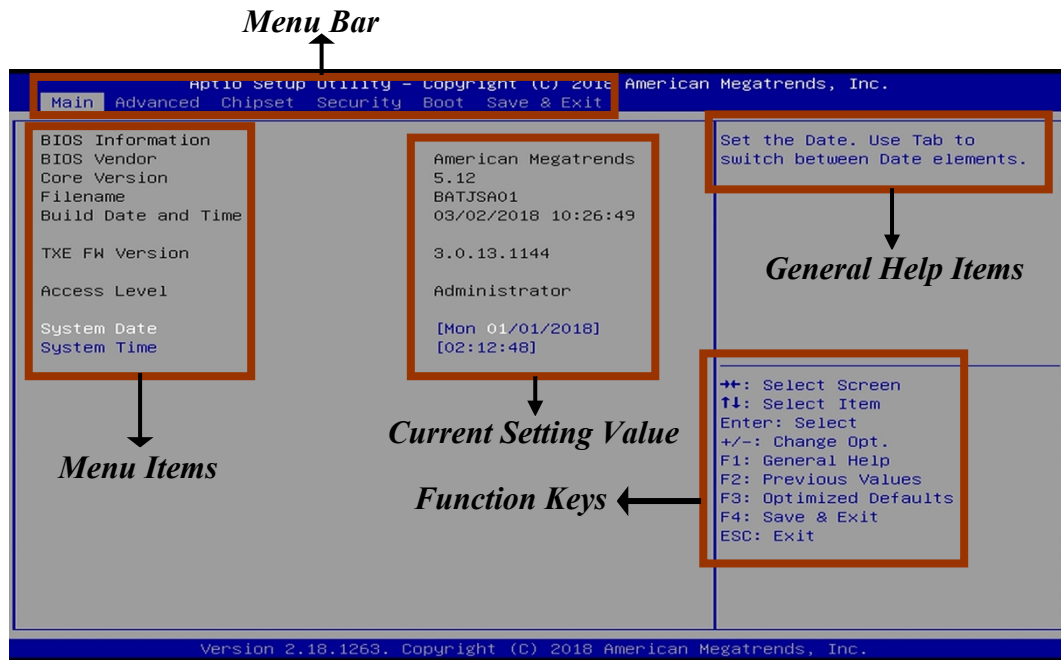 Menu Bar
Aptio Setup Utility – Copyright (C) 2018 American Megatrends, Inc.
Main Advanced Chipset Security Boot Save & Exit
BIOS Information
BIOS Vendor American Megatrends
Core Version 5.12
Filename BATJSA01
Build Date and Time 03/02/2018 10:26:49
TXE FW Version 3.0.13.1144
Access Level Administrator
System Date [Mon 01/01/2018]
System Time [02:12:48]
Set the Date. Use Tab to
switch between Date elements.
General Help Items
→←: Select Screen
↑↓: Select Item
Enter: Select
+/-: Change Opt.
F1: General Help
F2: Previous Values
F3: Optimized Defaults
F4: Save & Exit
ESC: Exit
Current Setting Value
Menu Items
Function Keys
Version 2.18.1263. Copyright (C) 2018 American Megatrends, Inc.